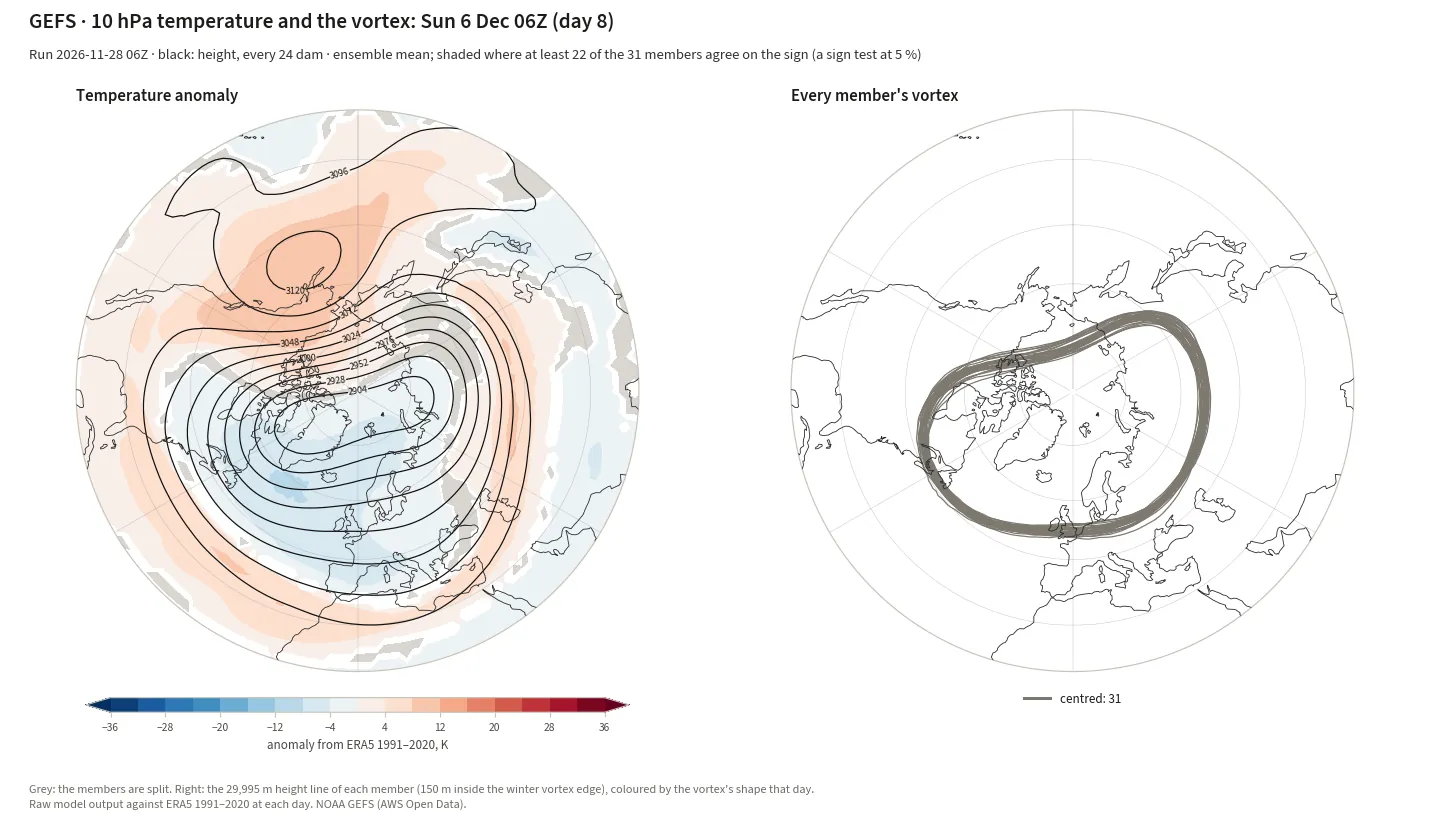 GEFS · 10 hPa temperature and the vortex: Sun 6 Dec 06Z (day 8)
Run 2026-11-28 06Z · black: height, every 24 dam · ensemble mean; shaded where at least 22 of the 31 members agree on the sign (a sign test at 5 %)
Temperature anomaly
Every member's vortex
3096
3120
3072
3048
3024
2976
3000
2952
2928
2904
centred: 31
−36 −28 −20 −12 −4 4 12 20 28 36
anomaly from ERA5 1991–2020, K
Grey: the members are split. Right: the 29,995 m height line of each member (150 m inside the winter vortex edge), coloured by the vortex's shape that day.
Raw model output against ERA5 1991–2020 at each day. NOAA GEFS (AWS Open Data).